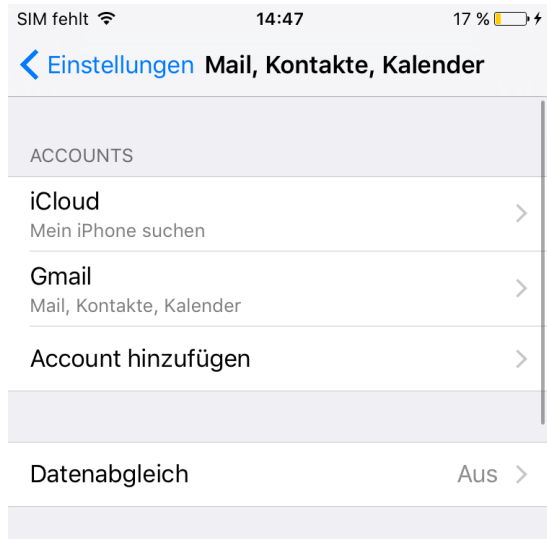 SIM fehlt 14:47 17 %
Einstellungen Mail, Kontakte, Kalender
ACCOUNTS
iCloud
Mein iPhone suchen
Gmail
Mail, Kontakte, Kalender
Account hinzufügen
Datenabgleich Aus